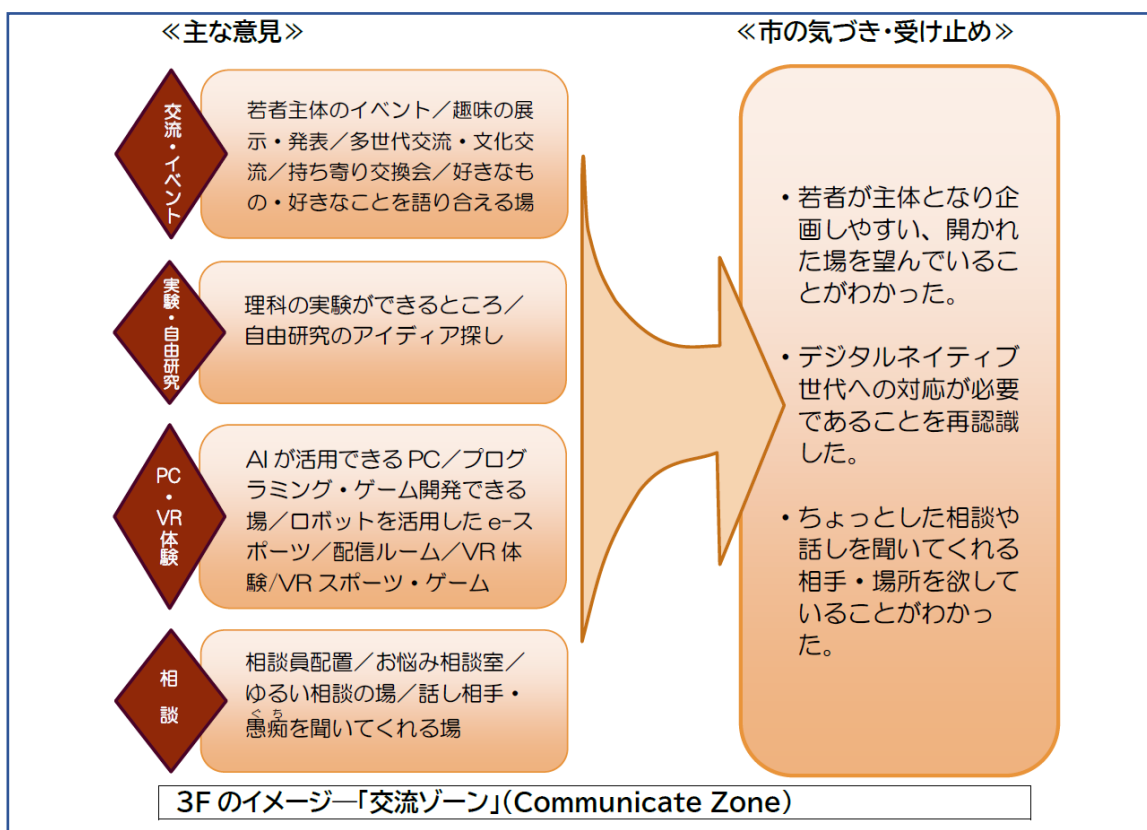 ≪主な意見≫
≪市の気づき・受け止め≫
交流・イベント
若者主体のイベント／趣味の展
示・発表／多世代交流・文化交
流／持ち寄り交換会／好きなも
の・好きなことを語り合える場
実験・自由研究
理科の実験ができるところ／
自由研究のアイディア探し
PC・VR体験
AIが活用できるPC／プログ
ラミング・ゲーム開発できる
場／ロボットを活用したe-ス
ポーツ／配信ルーム／VR体
験/VRスポーツ・ゲーム
相談
相談員配置／お悩み相談室／
ゆるい相談の場／話し相手・
ぐち
愚痴を聞いてくれる場
・若者が主体となり企
画しやすい、開かれ
た場を望んでいるこ
とがわかった。
・デジタルネイティブ
世代への対応が必要
であることを再認識
した。
・ちょっとした相談や
話しを聞いてくれる
相手・場所を欲して
いることがわかっ
た。
3Fのイメージ―「交流ゾーン」(Communicate Zone)